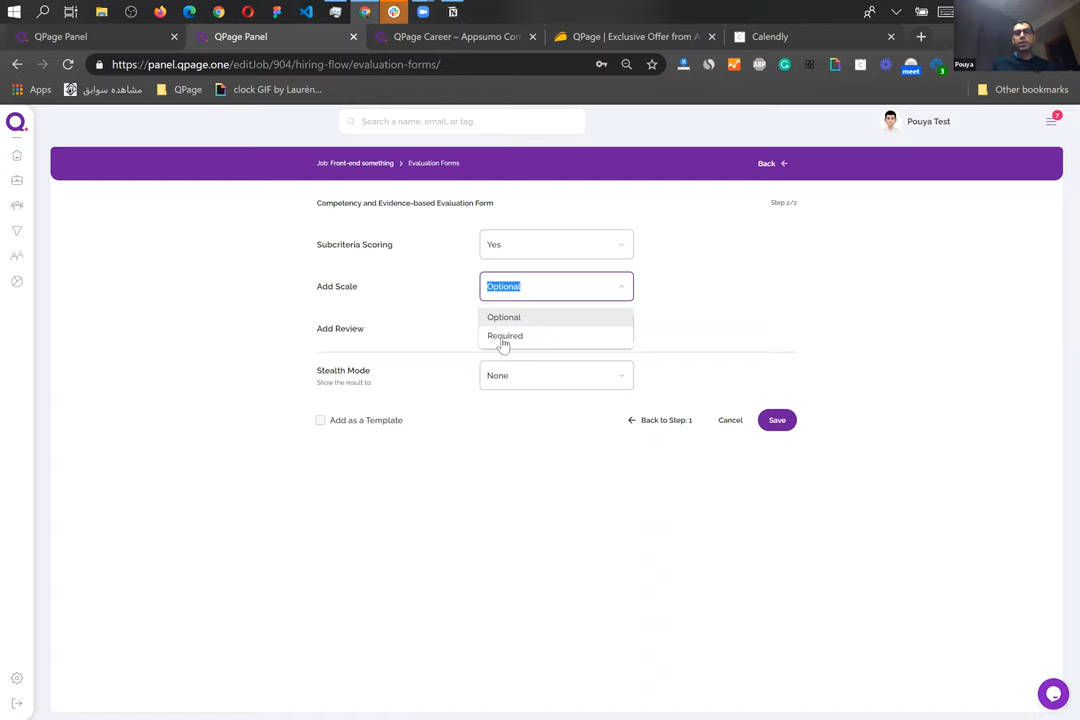 QPage Panel
QPage Panel
QPage Career – Appsumo Con
QPage | Exclusive Offer from A
Calendly
https://panel.qpage.one/editJob/904/hiring-flow/evaluation-forms/
ABP
meet
3
Pouya
Apps
مشاهده سوابق
QPage
clock GIF by Laurèn...
Other bookmarks
Q
Search a name, email, or tag.
Pouya Test
7
Job: Front-end something > Evaluation Forms
Back
Competency and Evidence-based Evaluation Form
Step 2/2
Subcriteria Scoring
Yes
Add Scale
Optional
Optional
Required
Add Review
Stealth Mode
Show the result to:
None
Add as a Template
Back to Step: 1
Cancel
Save